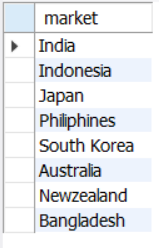 market
India
Indonesia
Japan
Philiphines
South Korea
Australia
Newzealand
Bangladesh